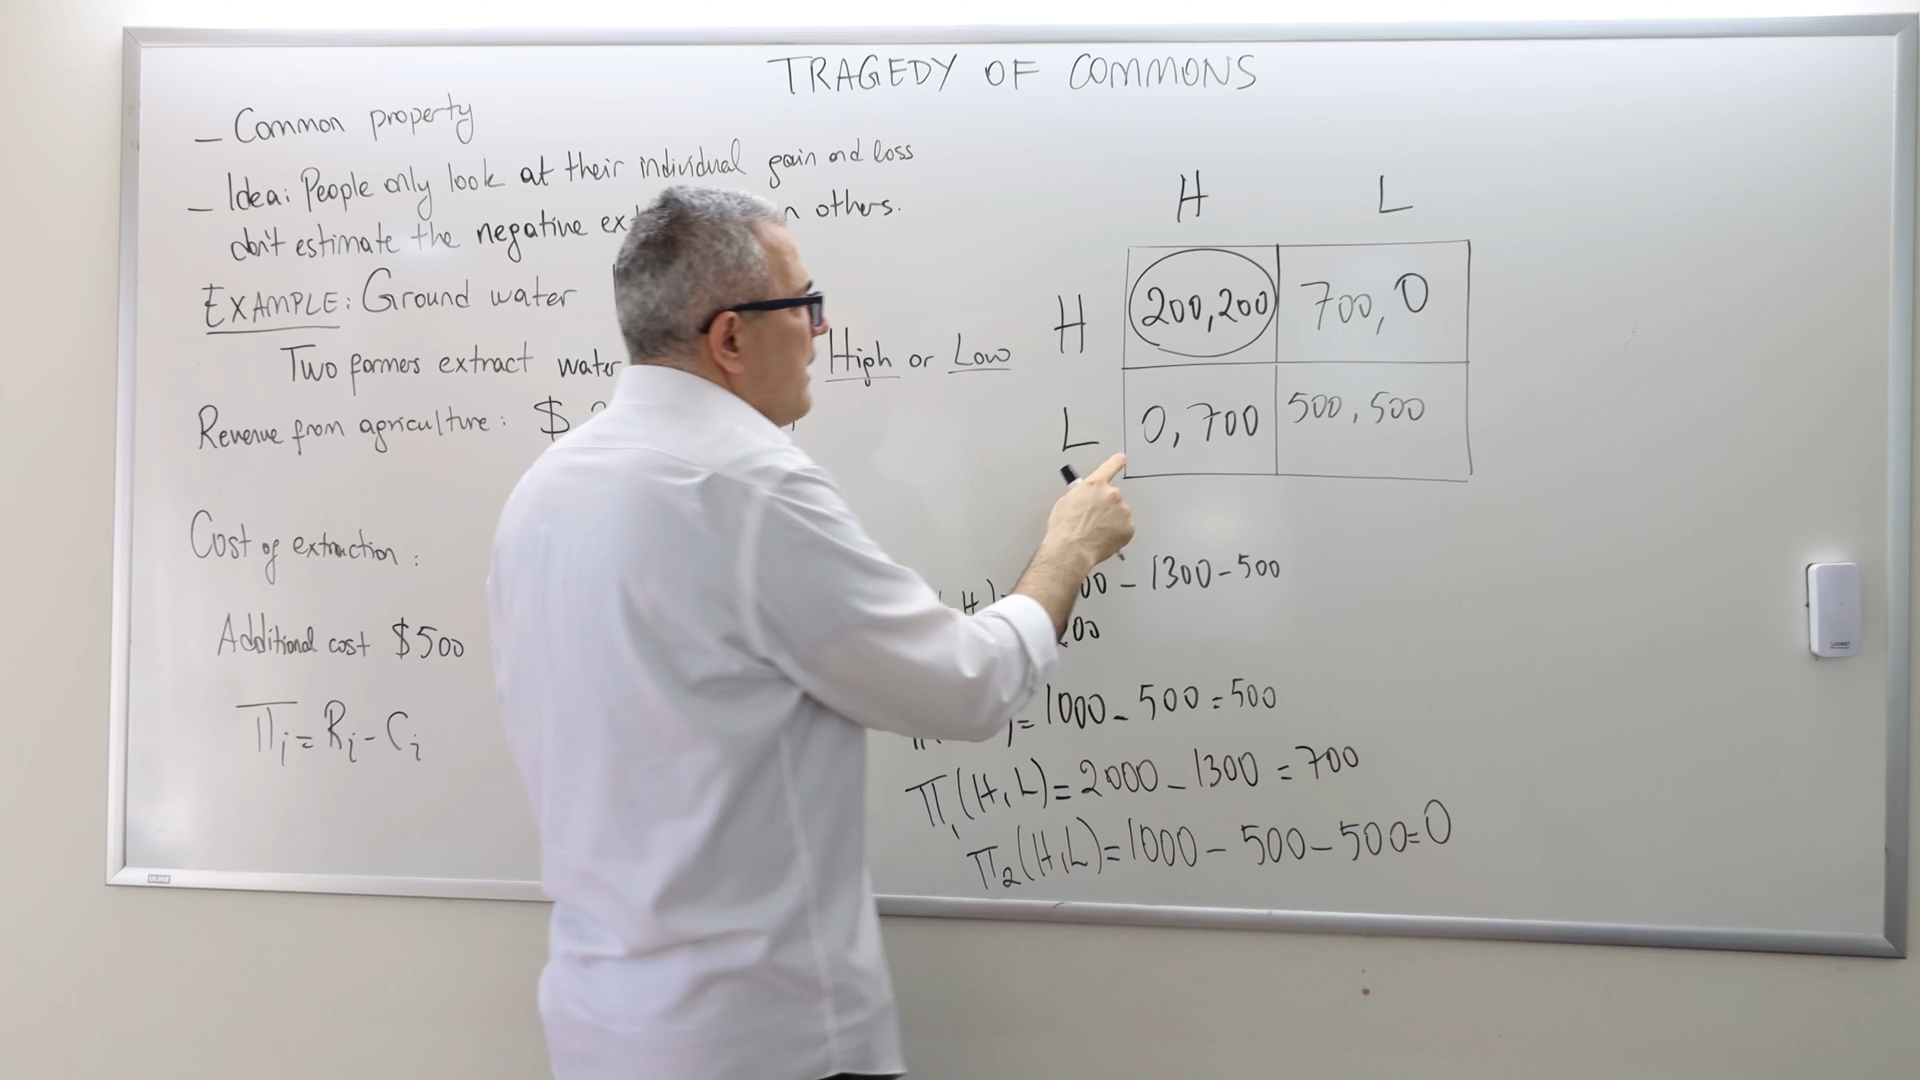 TRAGEDY OF COMMONS
– Common property
– Idea: People only look at their individual gain and loss
don't estimate the negative others.
EXAMPLE: Ground water
Two farmers extract water High or Low
Revenue from agriculture: $
Cost of extraction:
Additional cost $500
Πi = Ri - Ci
H L
H 200,200 700, 0
L 0, 700 500, 500
- 1300-500
200
= 1000 - 500 = 500
Π1(H,L) = 2000 - 1300 = 700
Π2(H,L) = 1000 - 500 - 500 = 0
ULINE